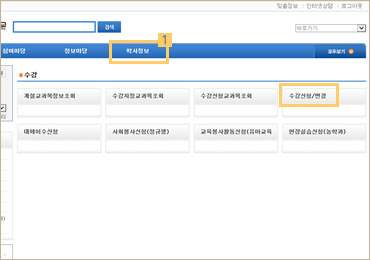 맞춤정보 | 인터넷상담 | 로그아웃
검색
바로가기
참여마당 정보마당 학사정보 모두보기
1
수강
개설교과목정보조회 수강지정교과목조회 수강신청교과목조회 수강신청/변경
대체이수신청 사회봉사신청(정규명) 교육봉사활동신청(유아교육 현장실습신청(농학과)